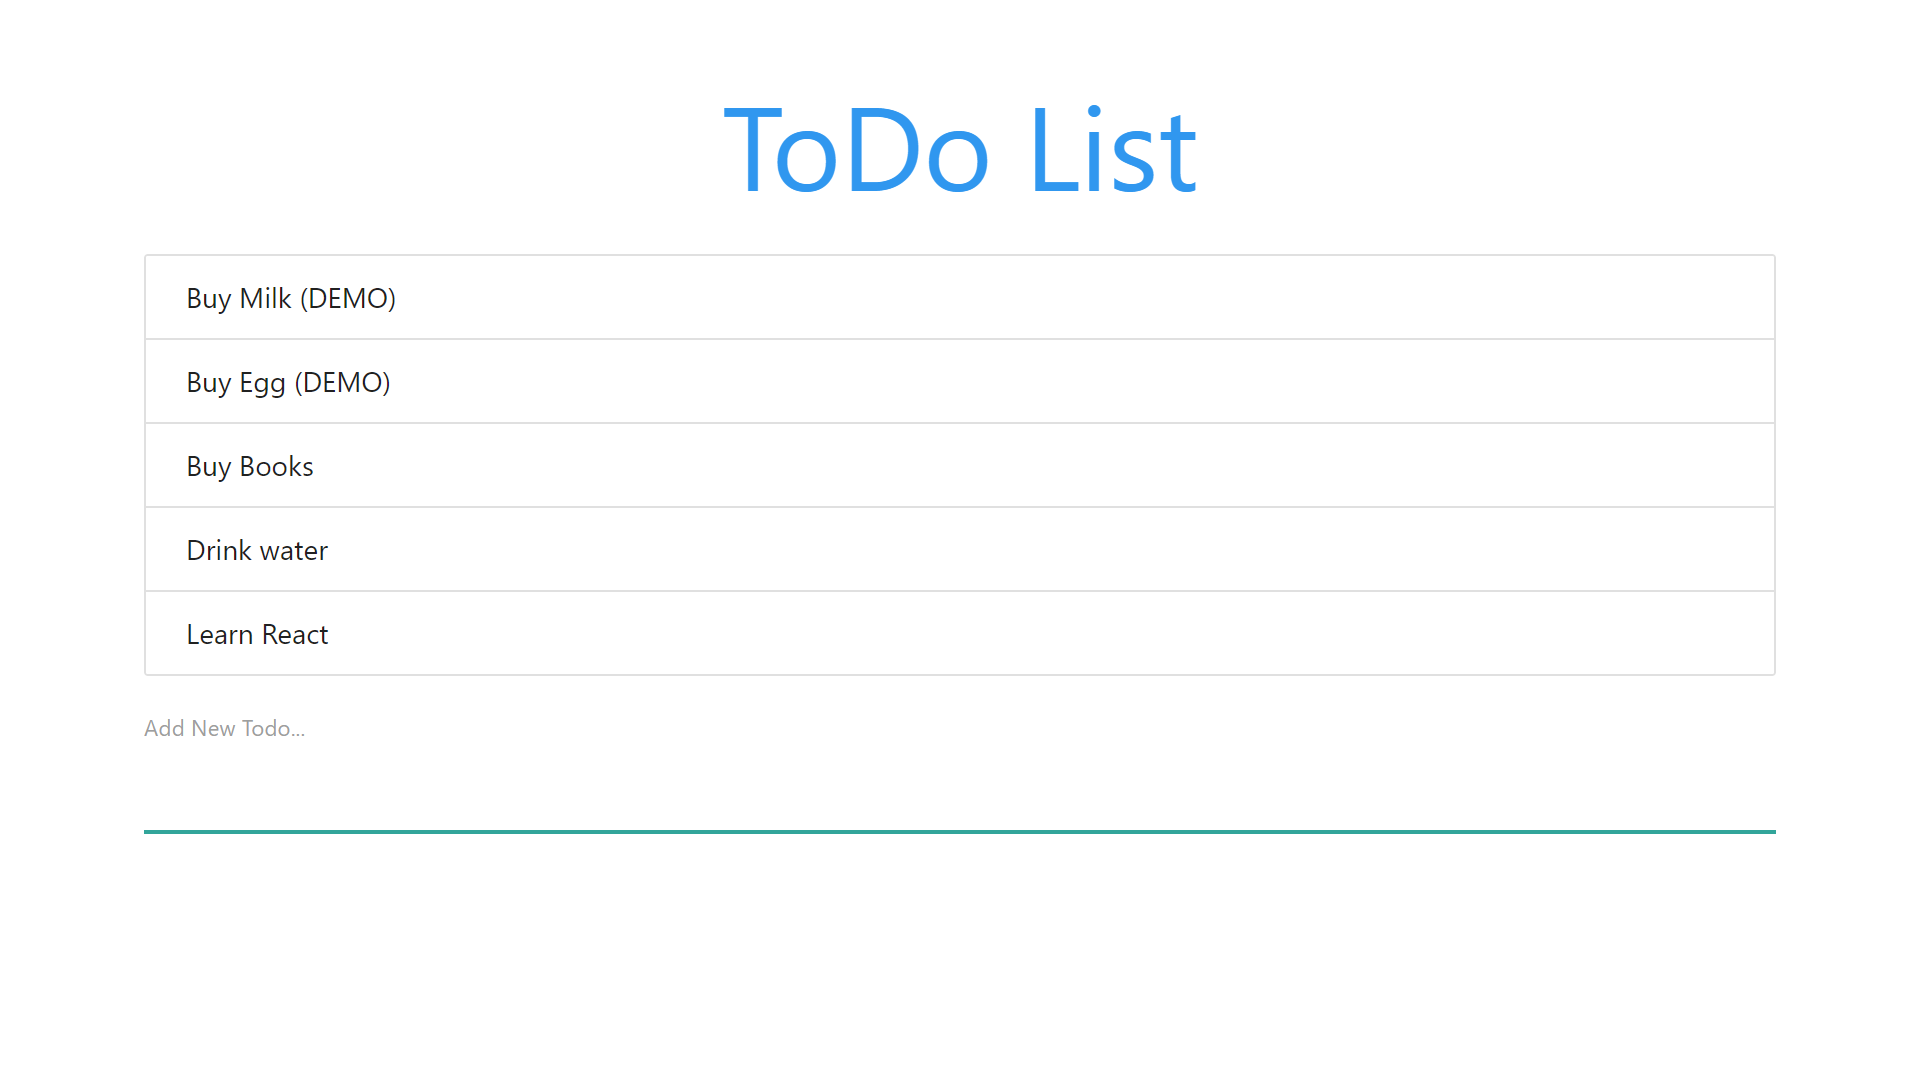 ToDo List
Buy Milk (DEMO)
Buy Egg (DEMO)
Buy Books
Drink water
Learn React
Add New Todo...